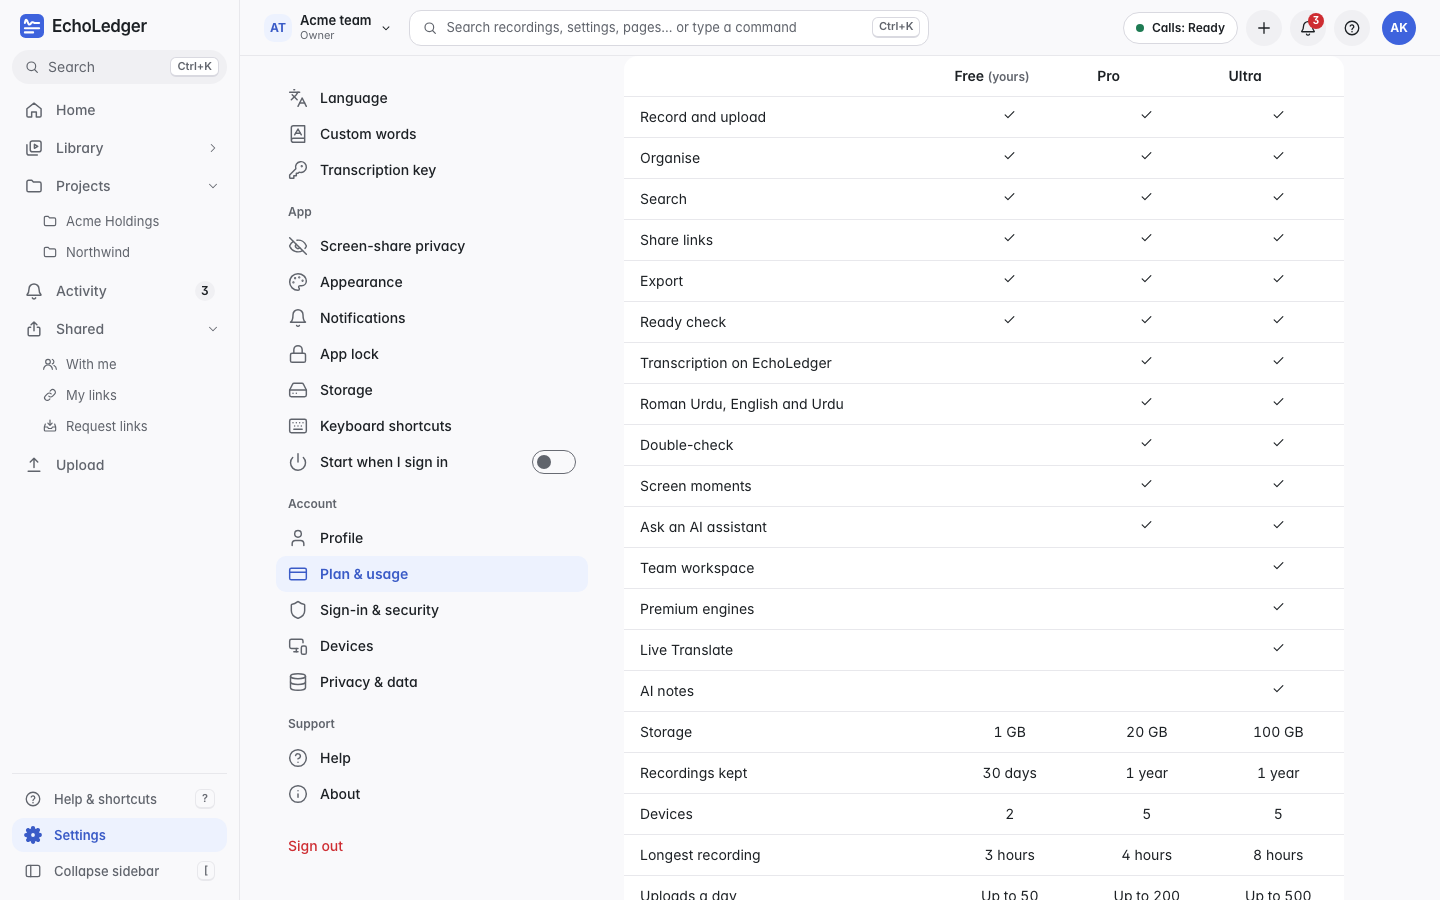 EchoLedger
Search Ctrl+K
Home
Library
Projects
Acme Holdings
Northwind
Activity 3
Shared
With me
My links
Request links
Upload
Help & shortcuts ?
Settings
Collapse sidebar [
AT Acme team
Owner
Search recordings, settings, pages... or type a command Ctrl+K
Calls: Ready
3
AK
Language
Custom words
Transcription key
App
Screen-share privacy
Appearance
Notifications
App lock
Storage
Keyboard shortcuts
Start when I sign in
Account
Profile
Plan & usage
Sign-in & security
Devices
Privacy & data
Support
Help
About
Sign out
Free (yours) Pro Ultra
Record and upload ✓ ✓ ✓
Organise ✓ ✓ ✓
Search ✓ ✓ ✓
Share links ✓ ✓ ✓
Export ✓ ✓ ✓
Ready check ✓ ✓ ✓
Transcription on EchoLedger ✓ ✓
Roman Urdu, English and Urdu ✓ ✓
Double-check ✓ ✓
Screen moments ✓ ✓
Ask an AI assistant ✓ ✓
Team workspace ✓
Premium engines ✓
Live Translate ✓
AI notes ✓
Storage 1 GB 20 GB 100 GB
Recordings kept 30 days 1 year 1 year
Devices 2 5 5
Longest recording 3 hours 4 hours 8 hours
Uploads a day Up to 50 Up to 200 Up to 500